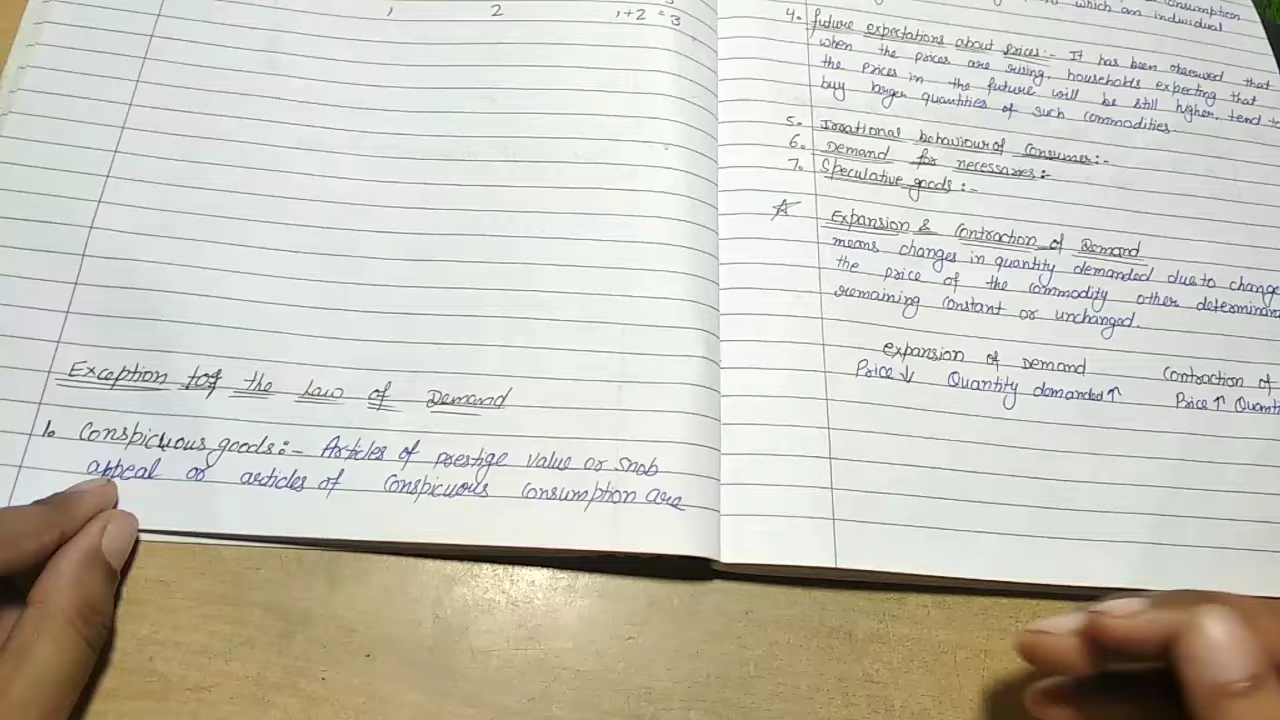 1 2 1+2 = 3
Exception to the Law of Demand
1. Conspicuous goods:- Articles of prestige value or snob
appeal or articles of conspicuous consumption are
consumption
which an individual
4. future expectations about prices:- It has been observed that
when the prices are rising, households expecting that
the prices in the future will be still higher, tend to
buy larger quantities of such commodities.
5. Irrational behaviour of Consumer:-
6. Demand for necessaries:-
7. Speculative goods:-
☆ Expansion & Contraction of Demand
means changes in quantity demanded due to change
the price of the commodity other determinan
remaining constant or unchanged.
expansion of Demand Contraction of
Price ↓ Quantity demanded ↑ Price ↑ Quanti